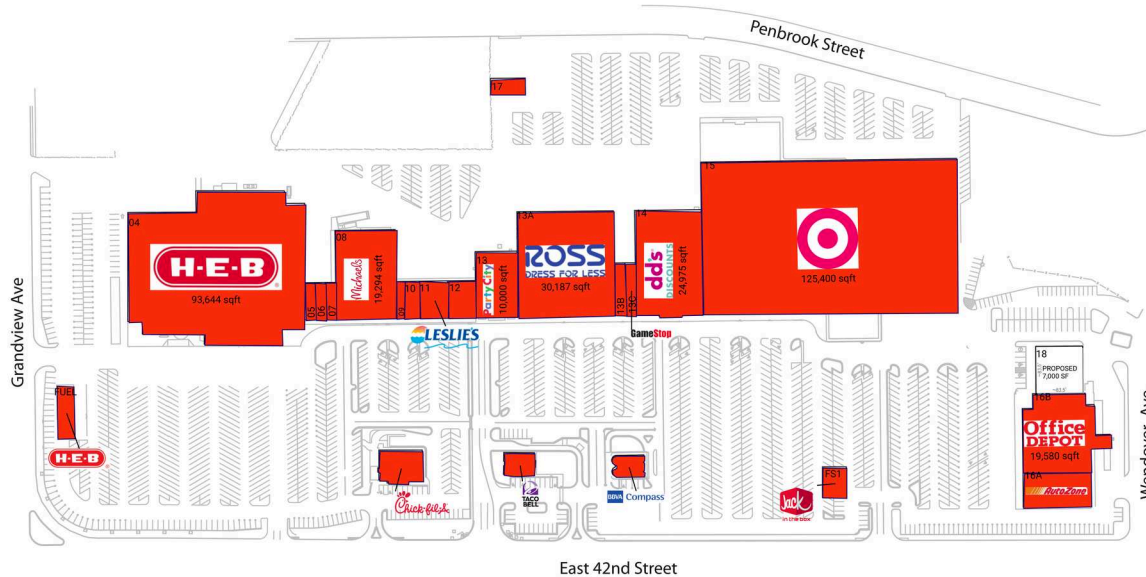 Penbrook Street
17
15
04
H-E-B
93,644 sqft
05
06
07
08
Michaels
19,294 sqft
09
10
11
12
LESLIE'S
13
PartyCity
10,000 sqft
13A
ROSS
DRESS FOR LESS
30,187 sqft
13B
13C
GameStop
14
dd's
DISCOUNTS
24,975 sqft
125,400 sqft
Grandview Ave
FUEL
H-E-B
Chick-fil-A
TACO
BELL
BBVA Compass
Jack
in the box
FS1
18
PROPOSED
7,000 SF
~63.5'
16B
Office
DEPOT
19,580 sqft
16A
AutoZone
Wendover Ave
East 42nd Street